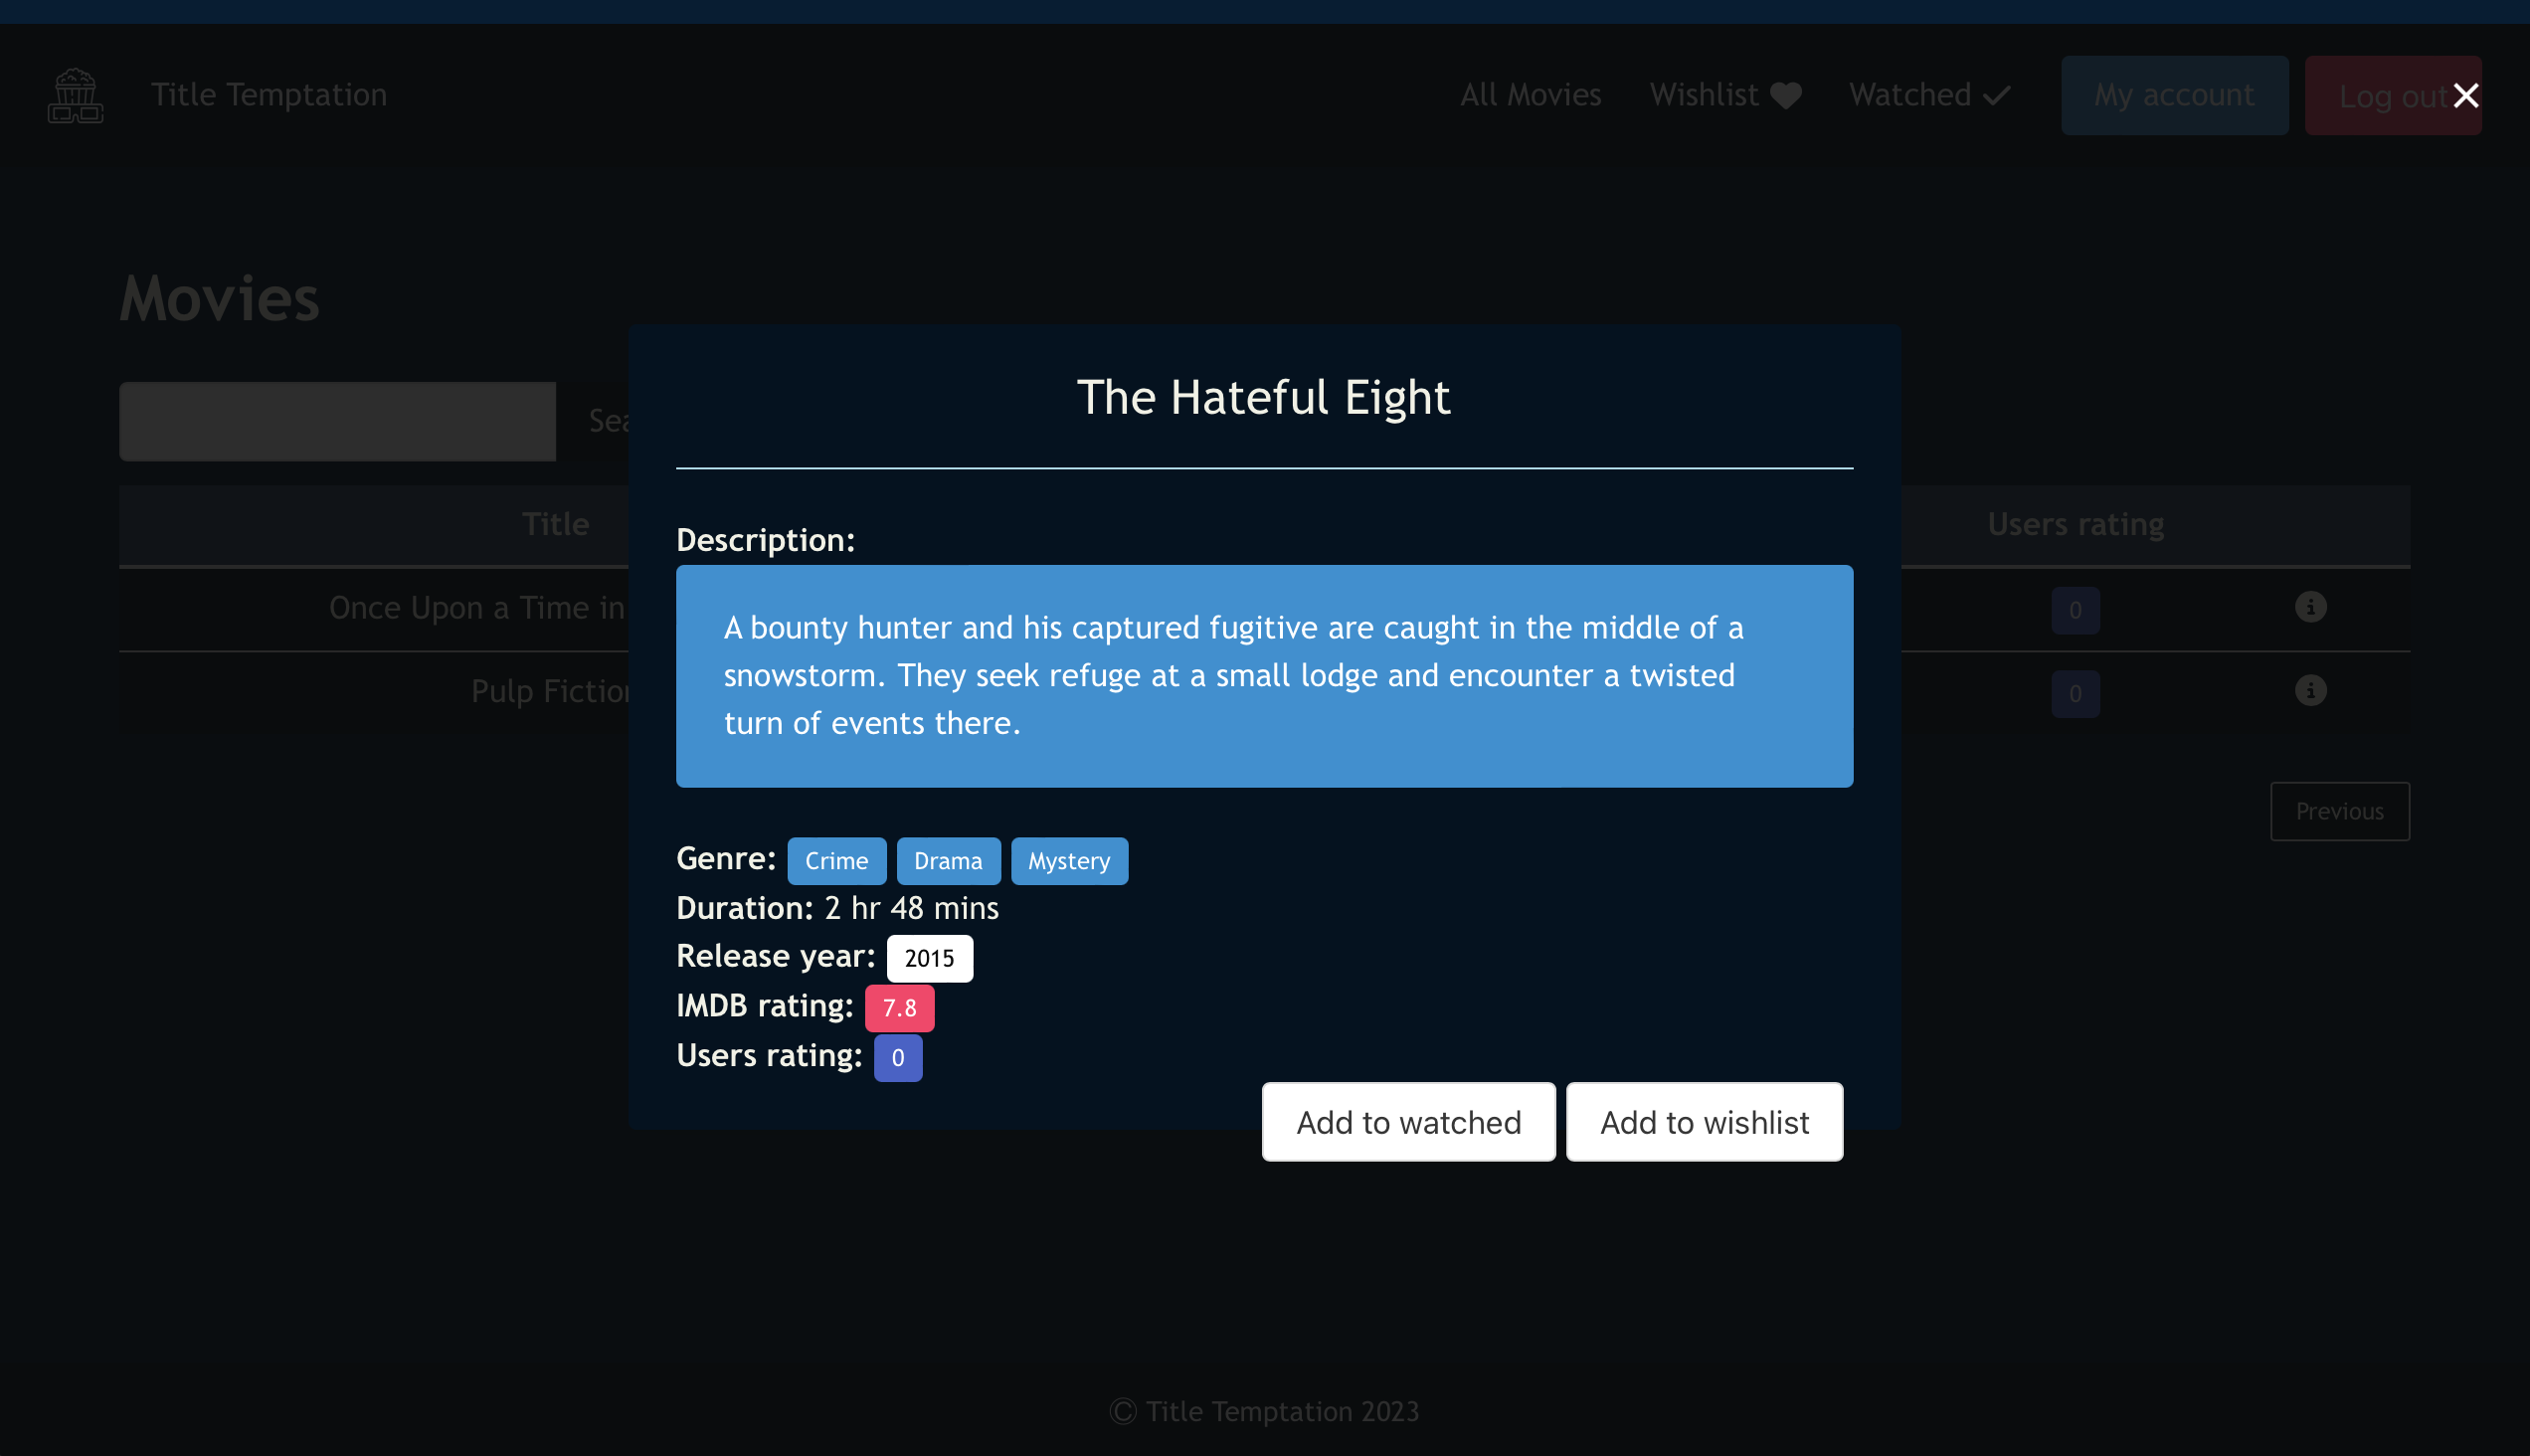 Title Temptation
All Movies Wishlist Watched My account Log out
Movies
Title Users rating
Once Upon a Time in 0
Pulp Fiction 0
Previous
The Hateful Eight
Description:
A bounty hunter and his captured fugitive are caught in the middle of a
snowstorm. They seek refuge at a small lodge and encounter a twisted
turn of events there.
Genre: Crime Drama Mystery
Duration: 2 hr 48 mins
Release year: 2015
IMDB rating: 7.8
Users rating: 0
Add to watched Add to wishlist
© Title Temptation 2023